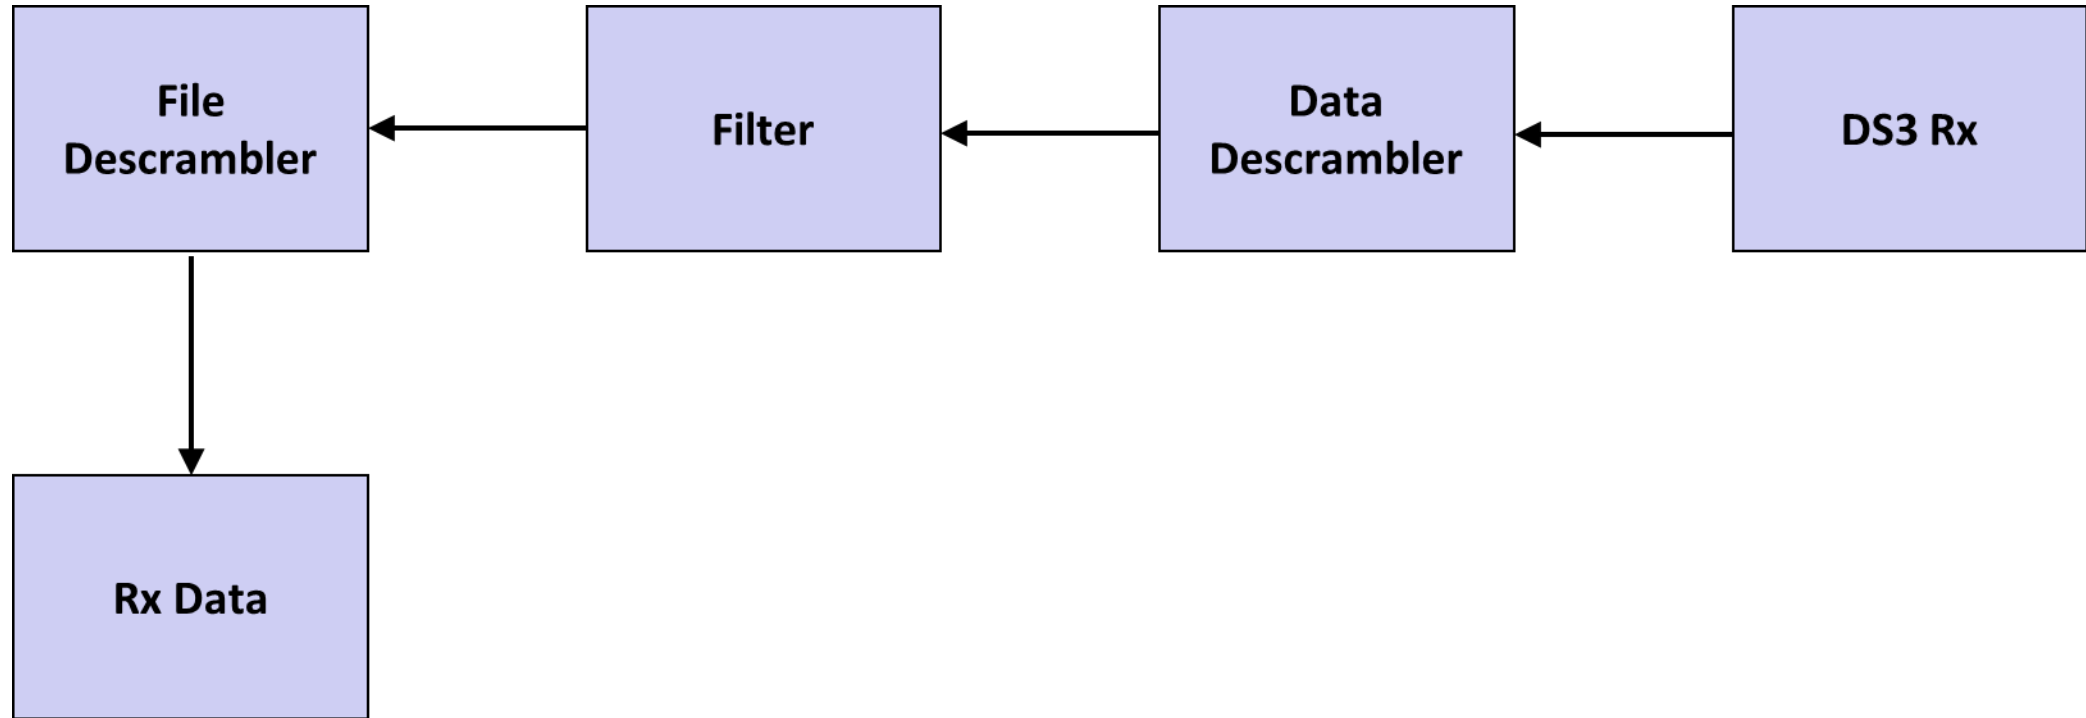 File
Descrambler
Filter
Data
Descrambler
DS3 Rx
Rx Data